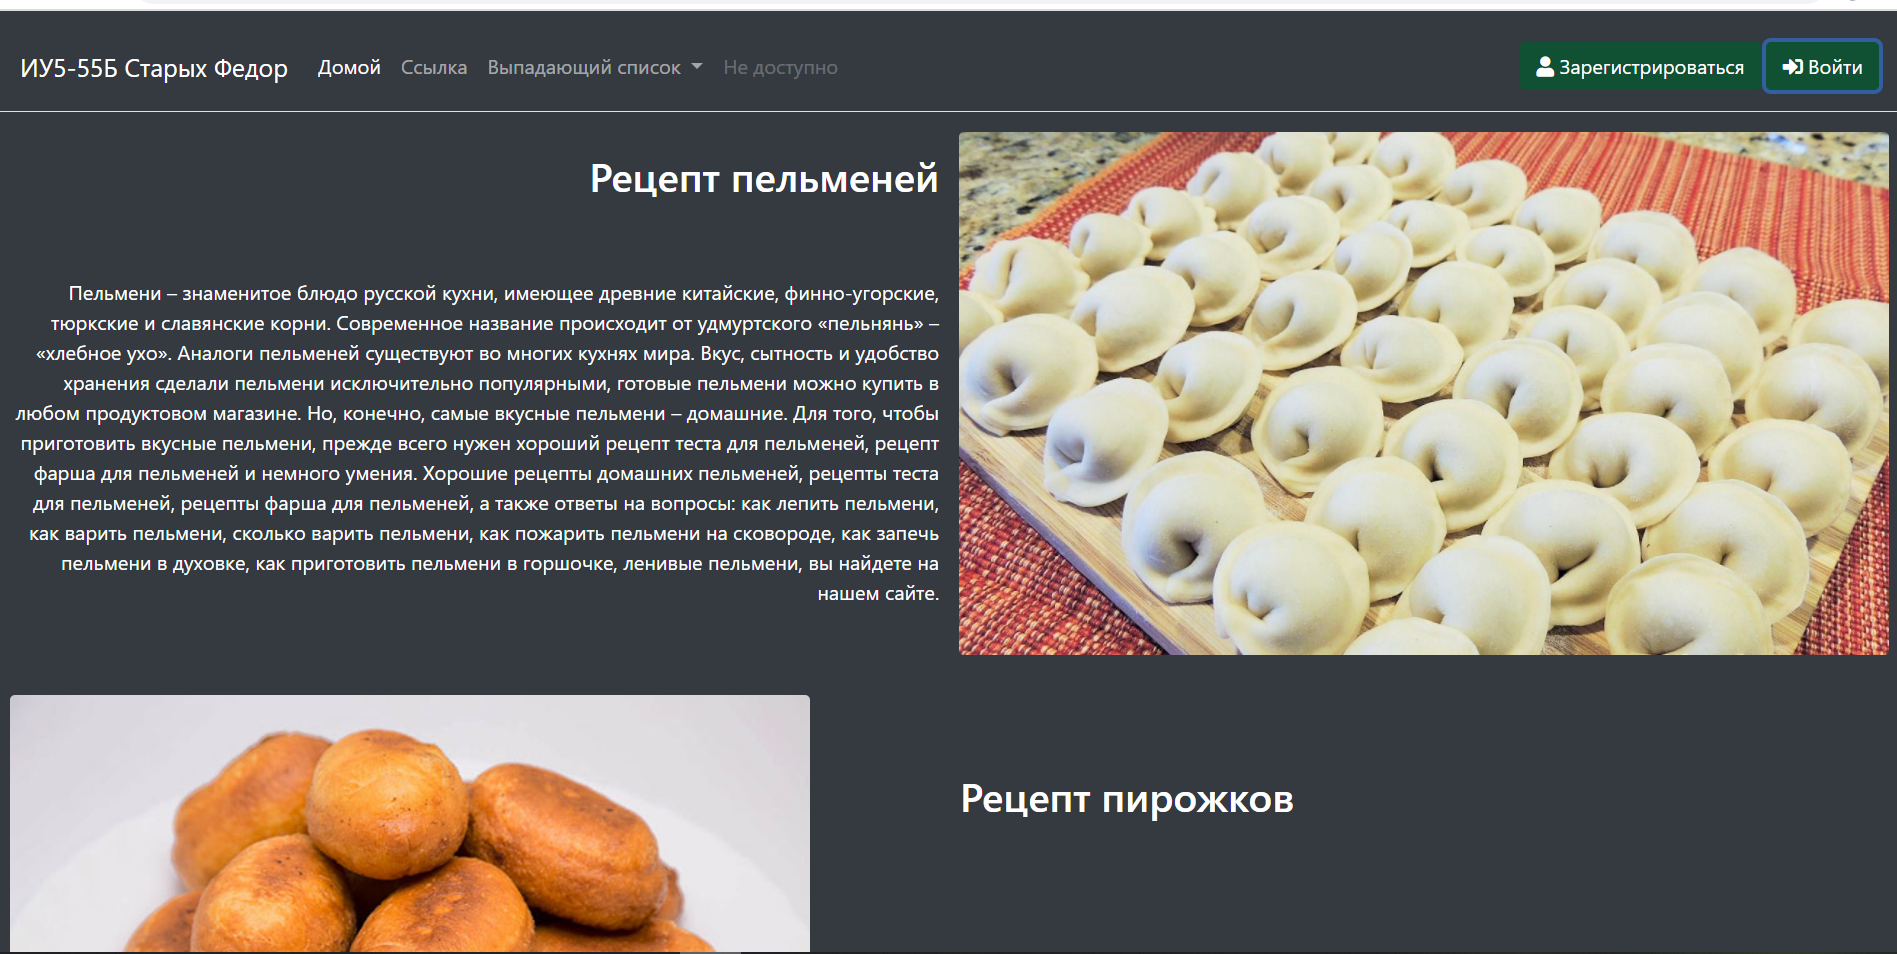 ИУ5-55Б Старых Федор Домой Ссылка Выпадающий список Не доступно Зарегистрироваться Войти
Рецепт пельменей
Пельмени – знаменитое блюдо русской кухни, имеющее древние китайские, финно-угорские,
тюркские и славянские корни. Современное название происходит от удмуртского «пельнянь» –
«хлебное ухо». Аналоги пельменей существуют во многих кухнях мира. Вкус, сытность и удобство
хранения сделали пельмени исключительно популярными, готовые пельмени можно купить в
любом продуктовом магазине. Но, конечно, самые вкусные пельмени – домашние. Для того, чтобы
приготовить вкусные пельмени, прежде всего нужен хороший рецепт теста для пельменей, рецепт
фарша для пельменей и немного умения. Хорошие рецепты домашних пельменей, рецепты теста
для пельменей, рецепты фарша для пельменей, а также ответы на вопросы: как лепить пельмени,
как варить пельмени, сколько варить пельмени, как пожарить пельмени на сковороде, как запечь
пельмени в духовке, как приготовить пельмени в горшочке, ленивые пельмени, вы найдете на
нашем сайте.
Рецепт пирожков